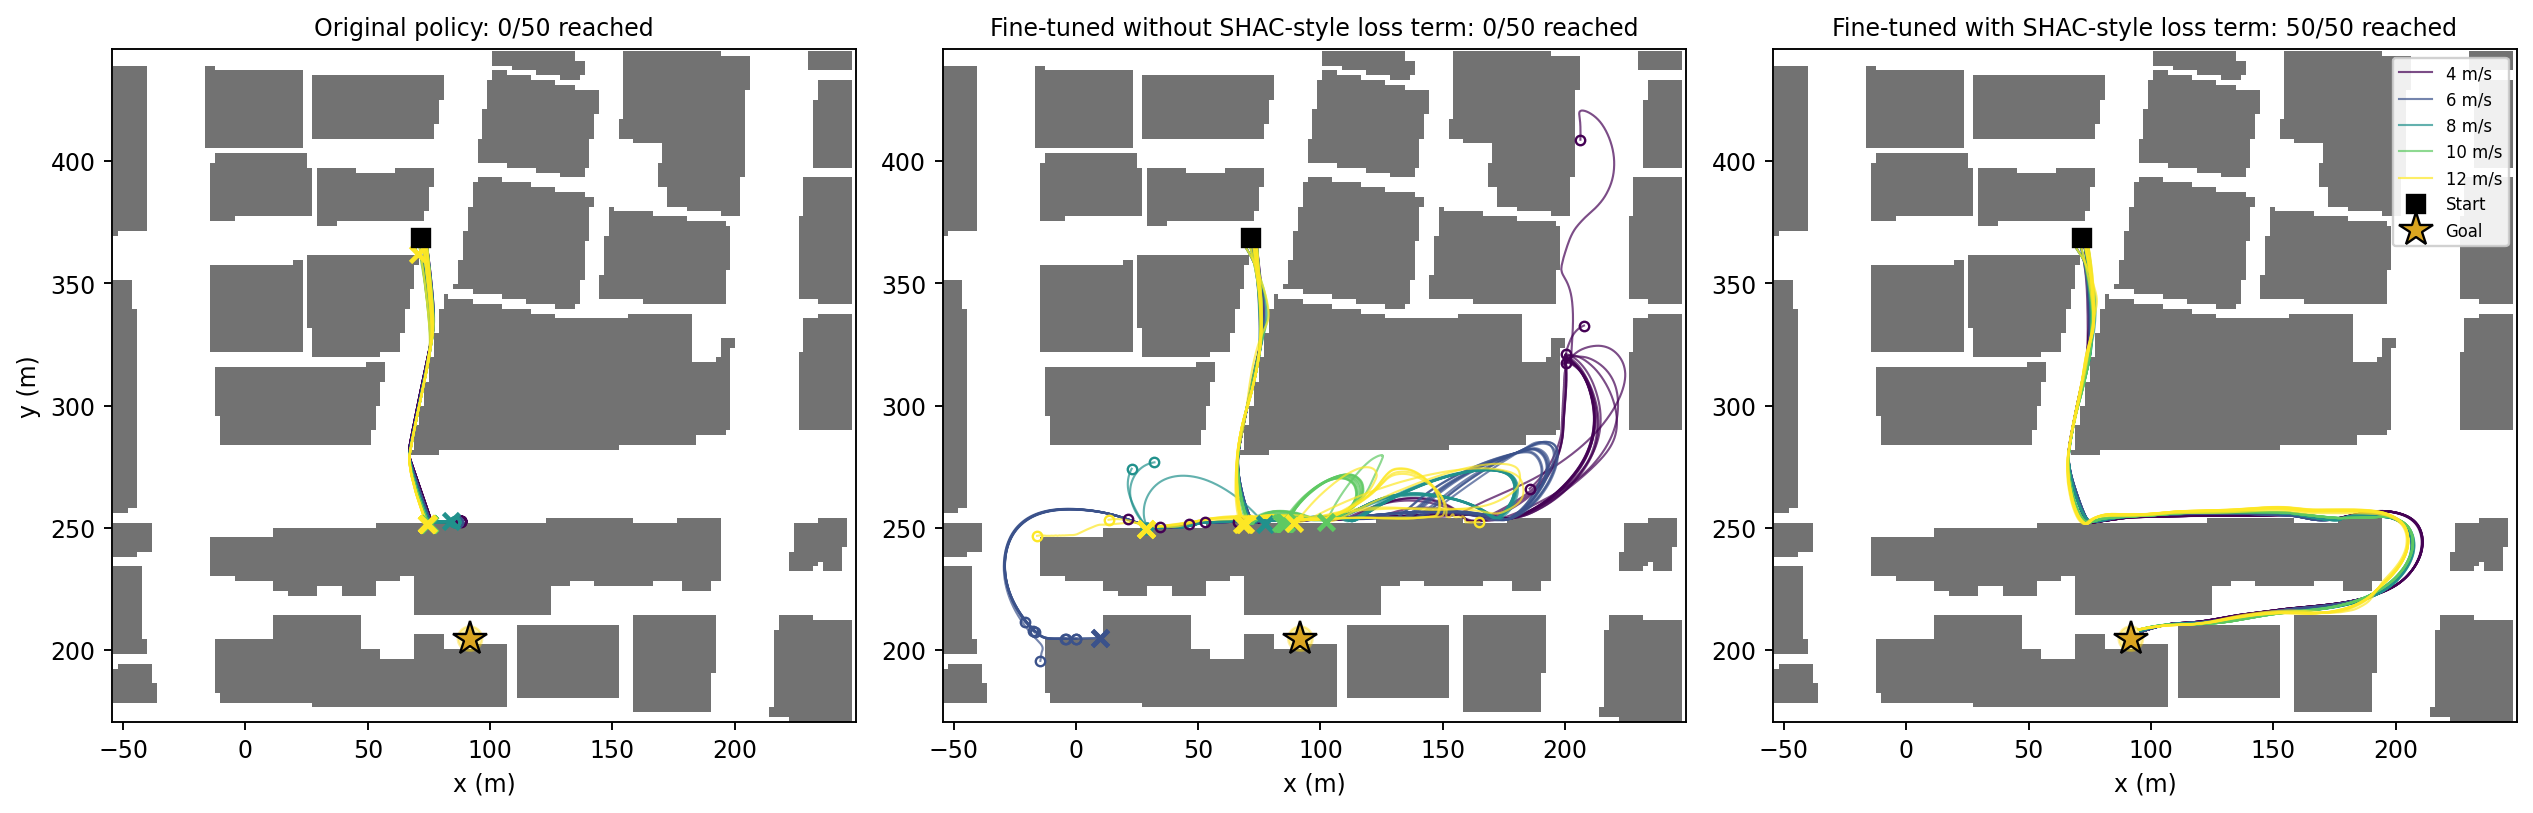 Original policy: 0/50 reached
Fine-tuned without SHAC-style loss term: 0/50 reached
Fine-tuned with SHAC-style loss term: 50/50 reached
y (m)
400
350
300
250
200
−50 0 50 100 150 200
x (m)
400
350
300
250
200
−50 0 50 100 150 200
x (m)
400
350
300
250
200
−50 0 50 100 150 200
x (m)
4 m/s
6 m/s
8 m/s
10 m/s
12 m/s
Start
Goal